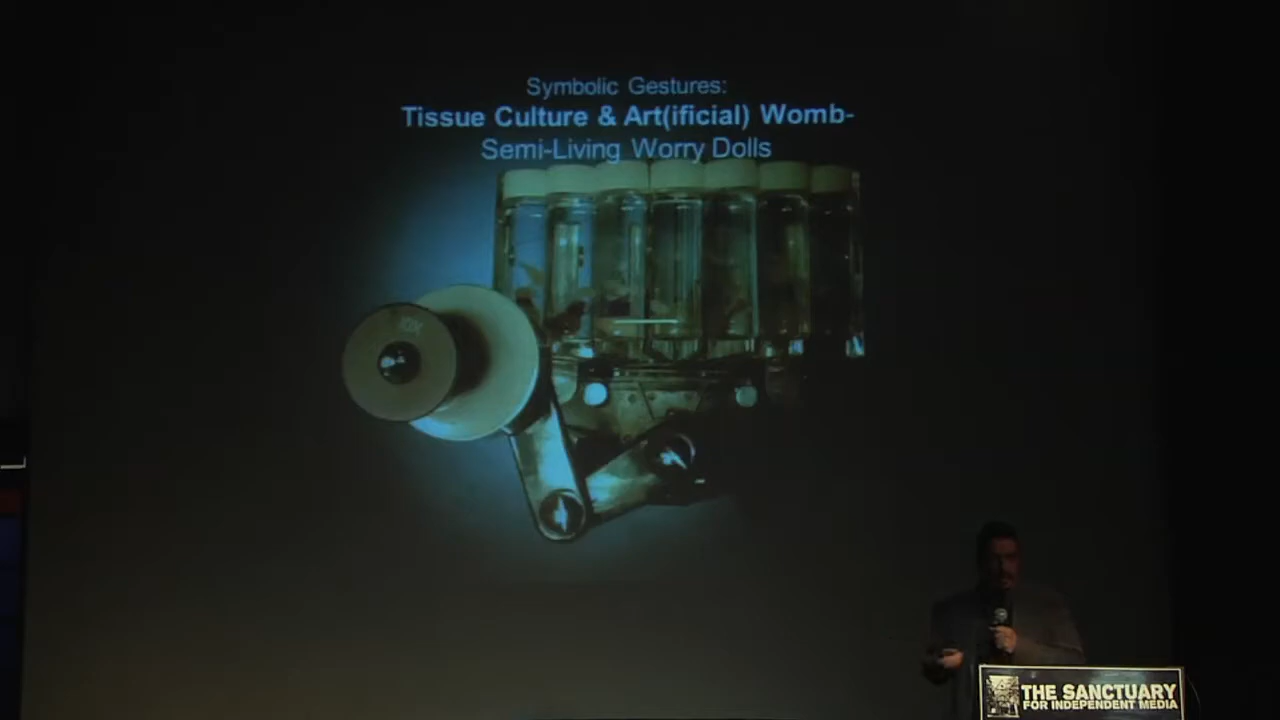 Symbolic Gestures:
Tissue Culture & Art(ificial) Womb-
Semi-Living Worry Dolls
THE SANCTUARY
FOR INDEPENDENT MEDIA